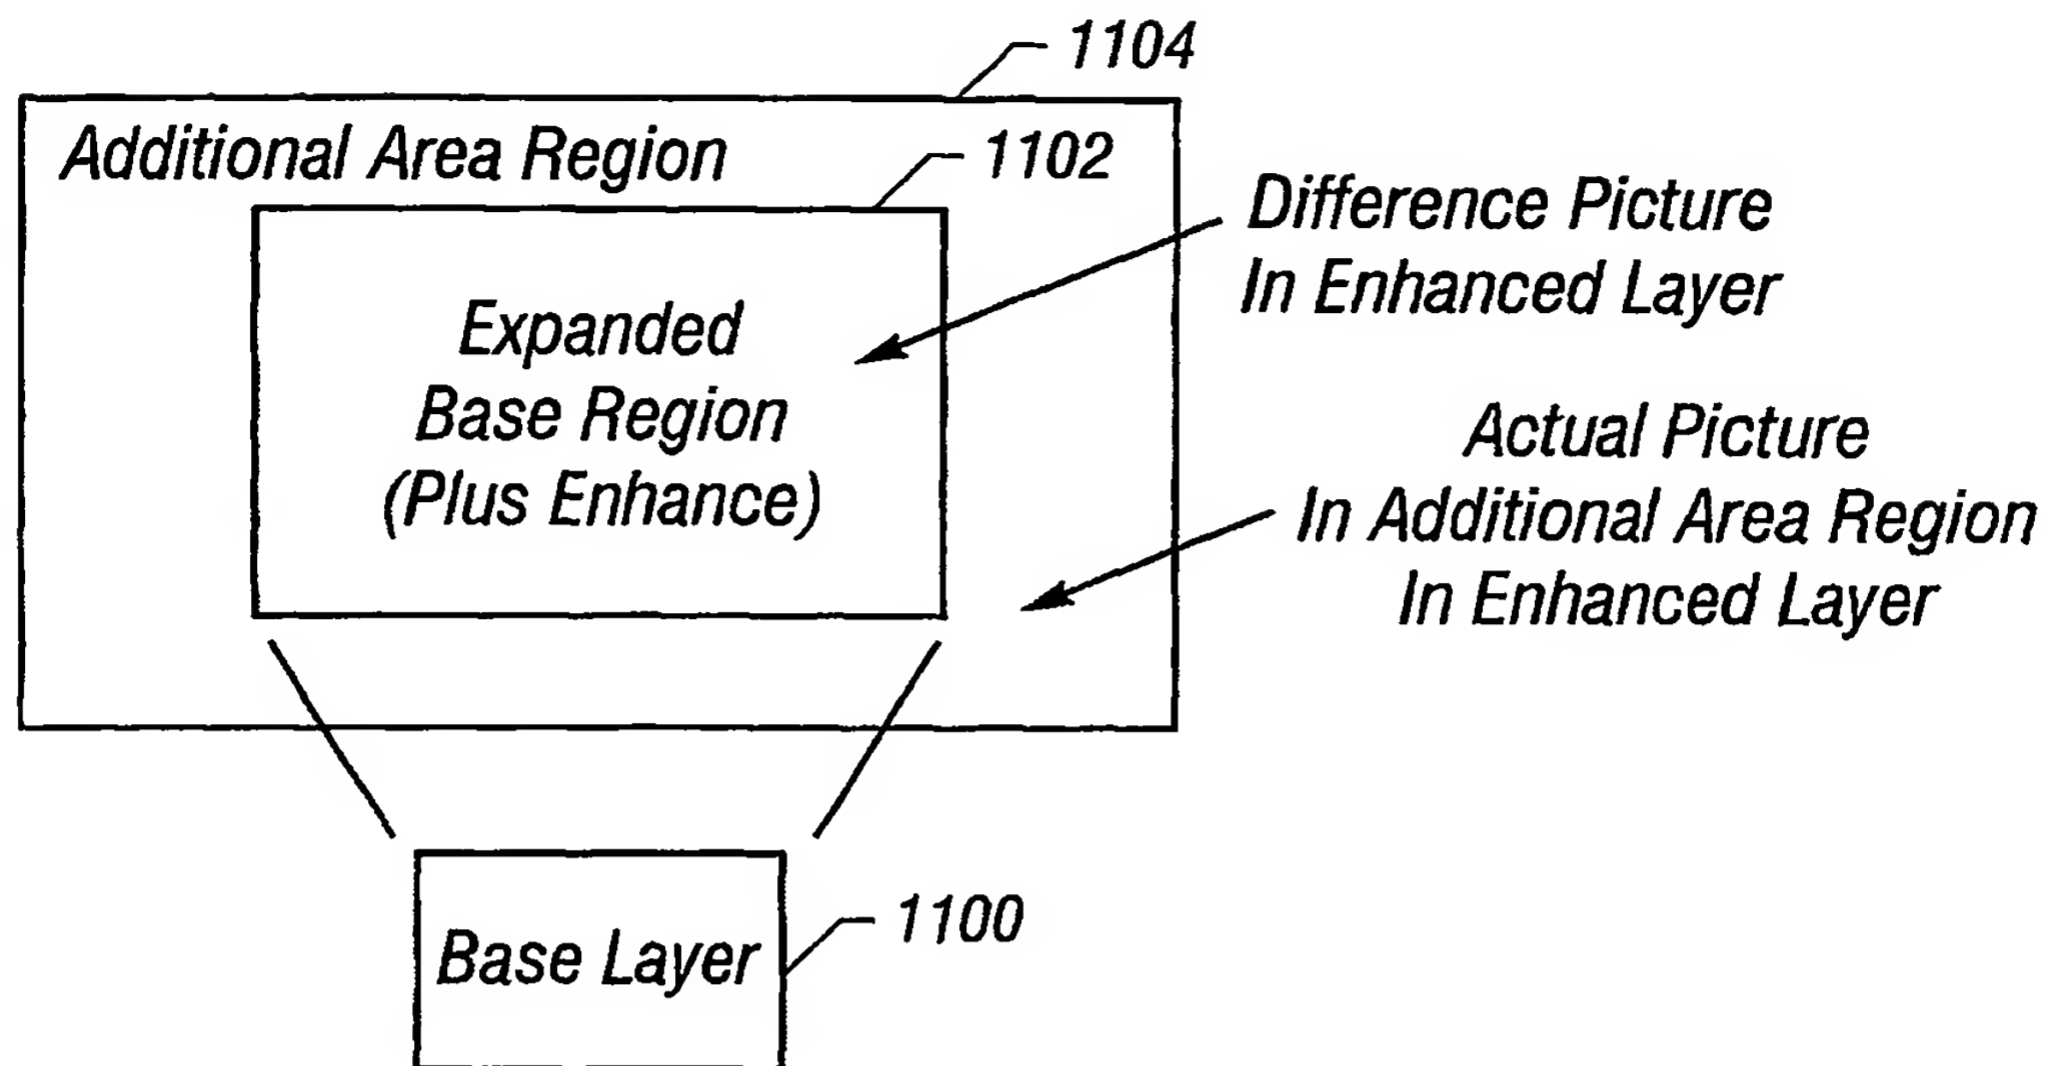 1104
Additional Area Region
1102
Difference Picture
In Enhanced Layer
Expanded
Base Region
(Plus Enhance)
Actual Picture
In Additional Area Region
In Enhanced Layer
Base Layer
1100